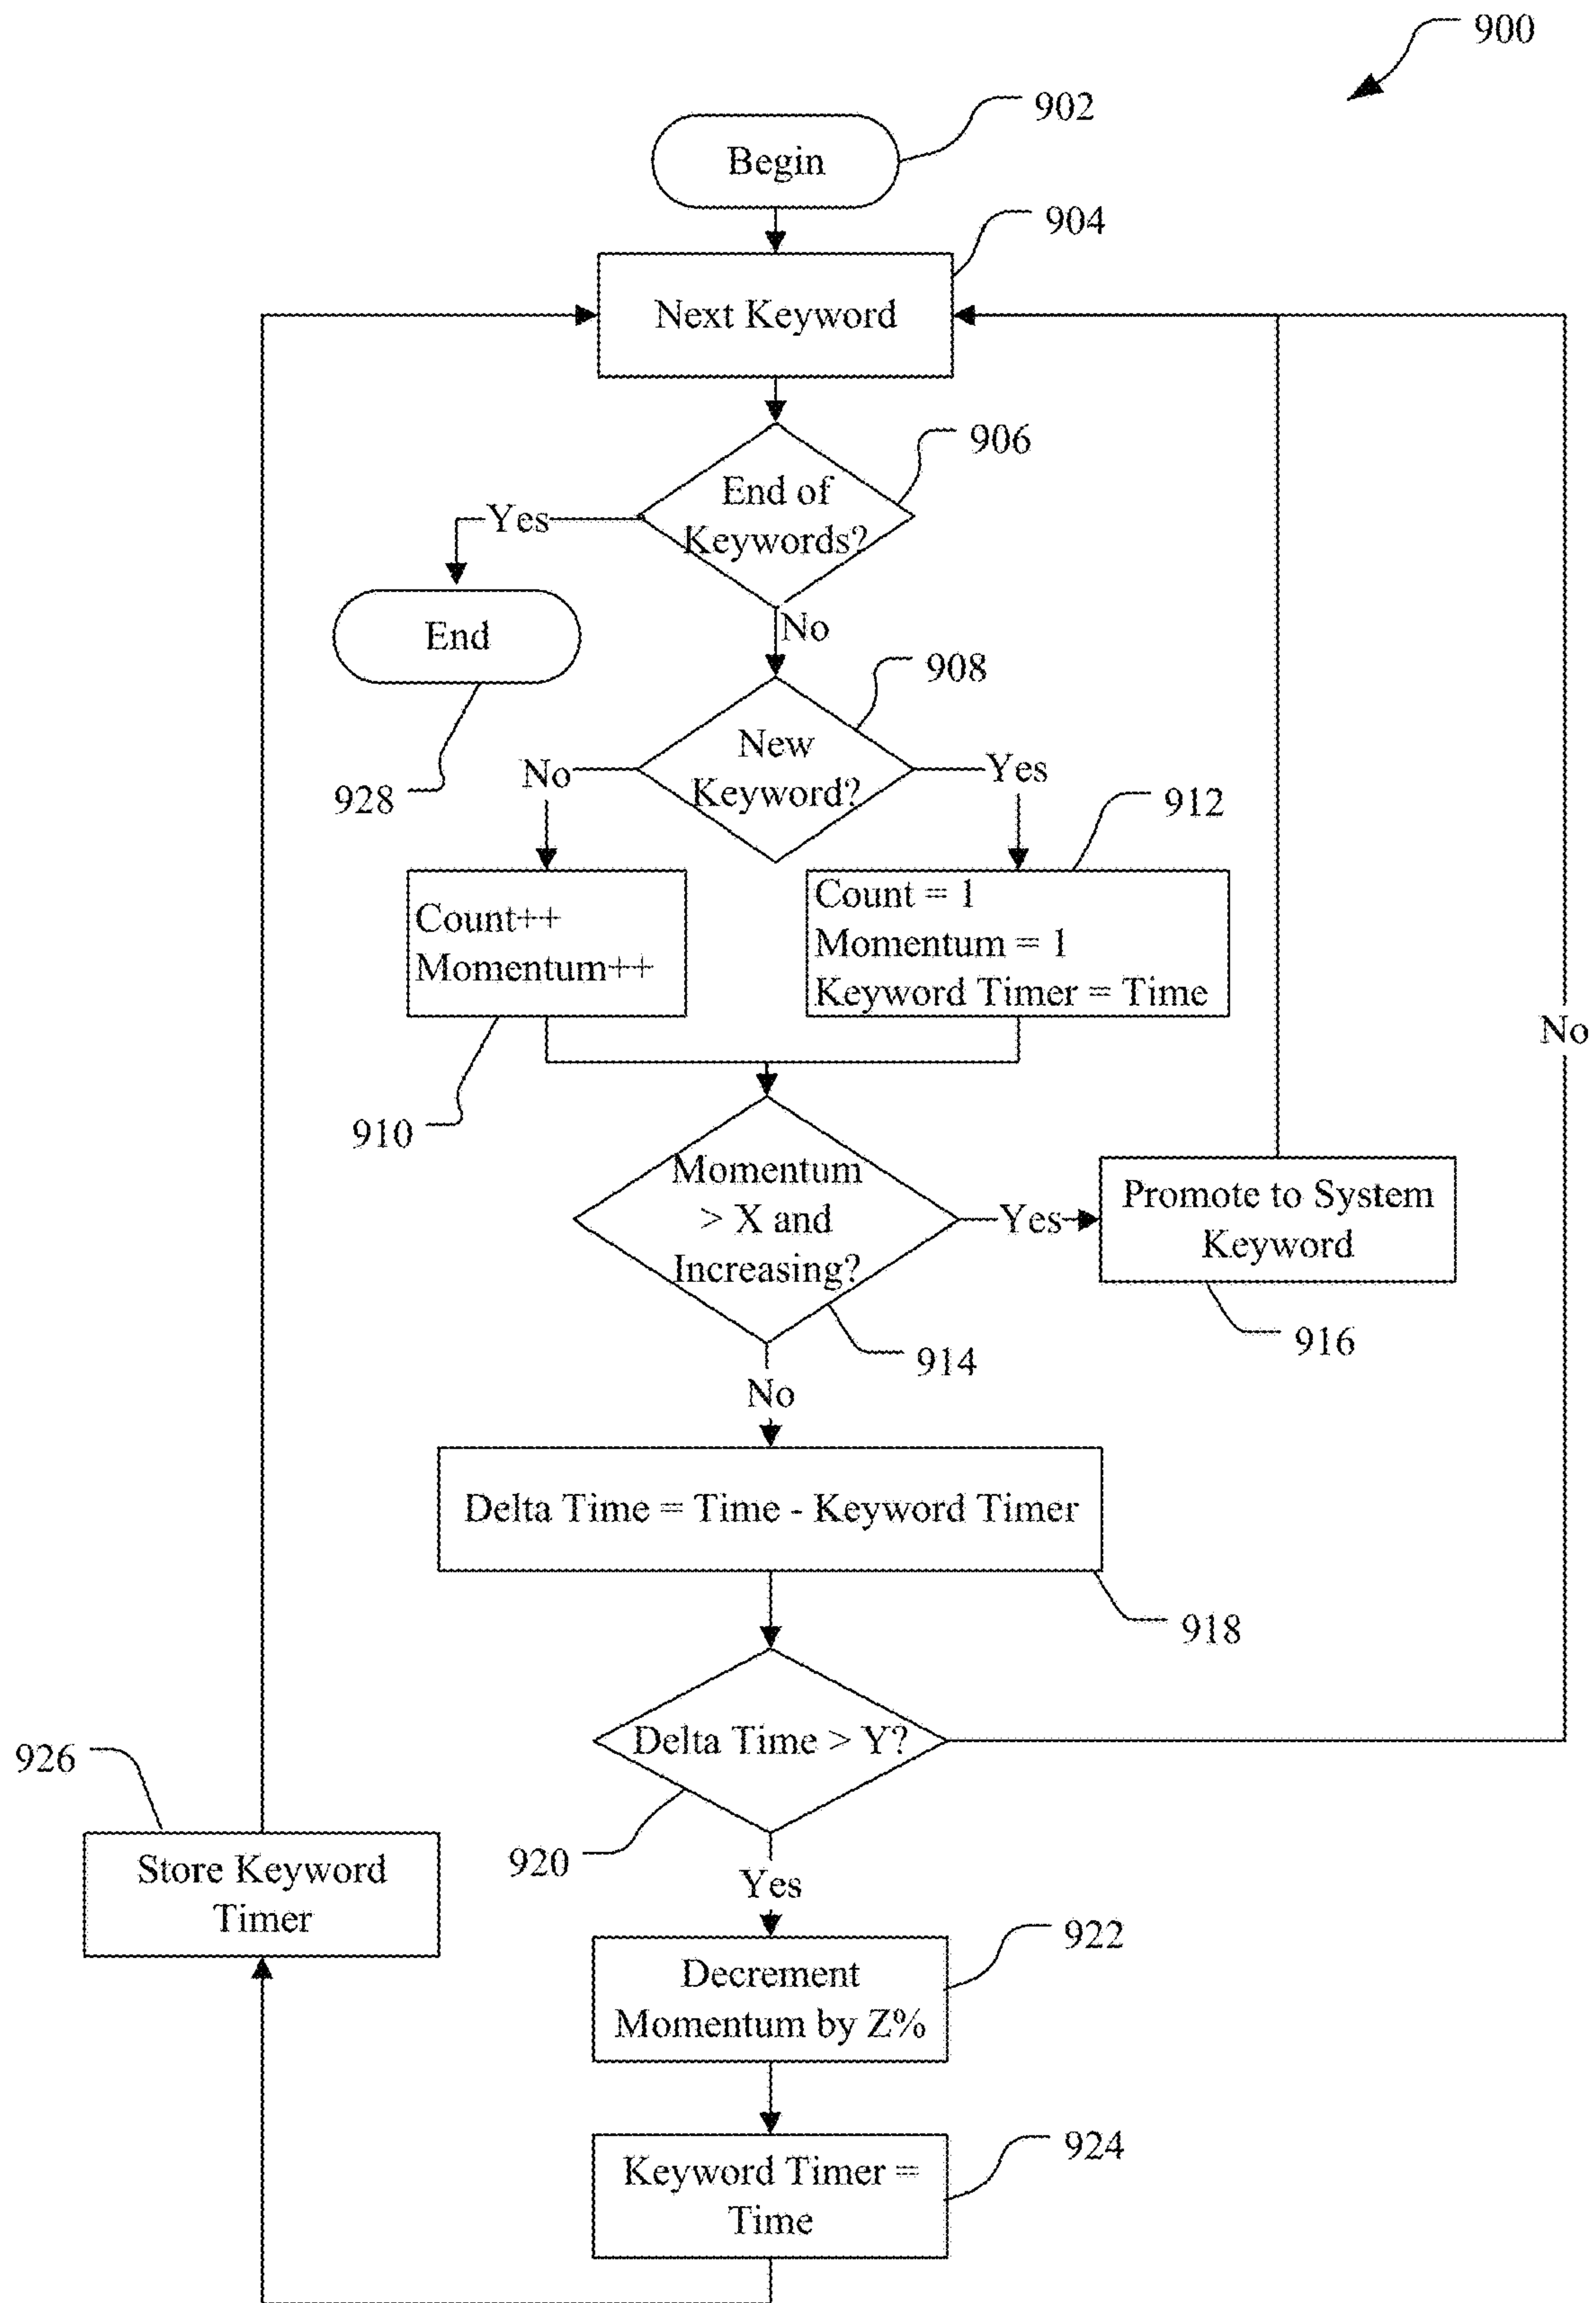 900
902
Begin
904
Next Keyword
906
End of
Keywords?
Yes
End
No
908
928
New
Keyword?
No
Yes
912
Count++
Momentum++
Count = 1
Momentum = 1
Keyword Timer = Time
No
910
Momentum
> X and
Increasing?
Yes
Promote to System
Keyword
916
914
No
Delta Time = Time - Keyword Timer
918
Delta Time > Y?
926
920
Store Keyword
Timer
Yes
922
Decrement
Momentum by Z%
924
Keyword Timer =
Time